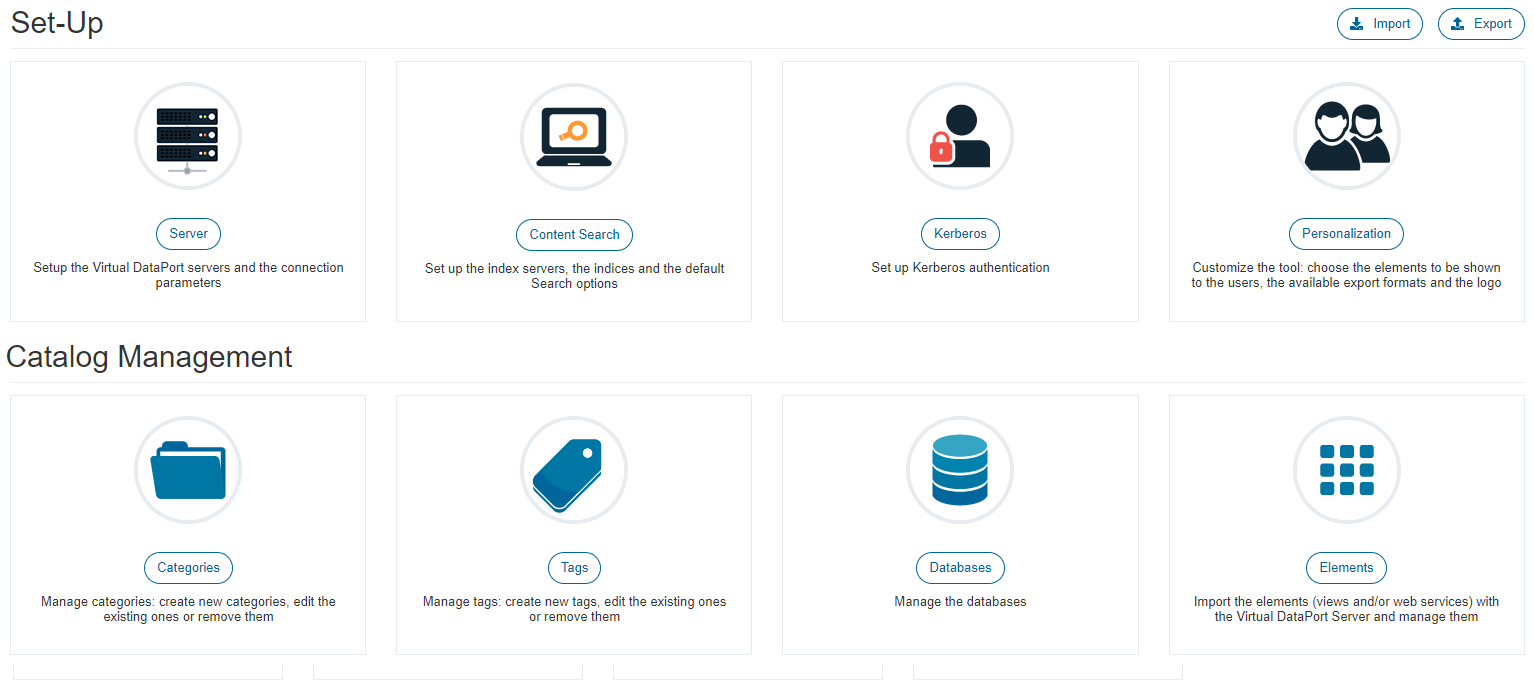 Set-Up
Import
Export
Server
Setup the Virtual DataPort servers and the connection
parameters
Content Search
Set up the index servers, the indices and the default
Search options
Kerberos
Set up Kerberos authentication
Personalization
Customize the tool: choose the elements to be shown
to the users, the available export formats and the logo
Catalog Management
Categories
Manage categories: create new categories, edit the
existing ones or remove them
Tags
Manage tags: create new tags, edit the existing ones
or remove them
Databases
Manage the databases
Elements
Import the elements (views and/or web services) with
the Virtual DataPort Server and manage them